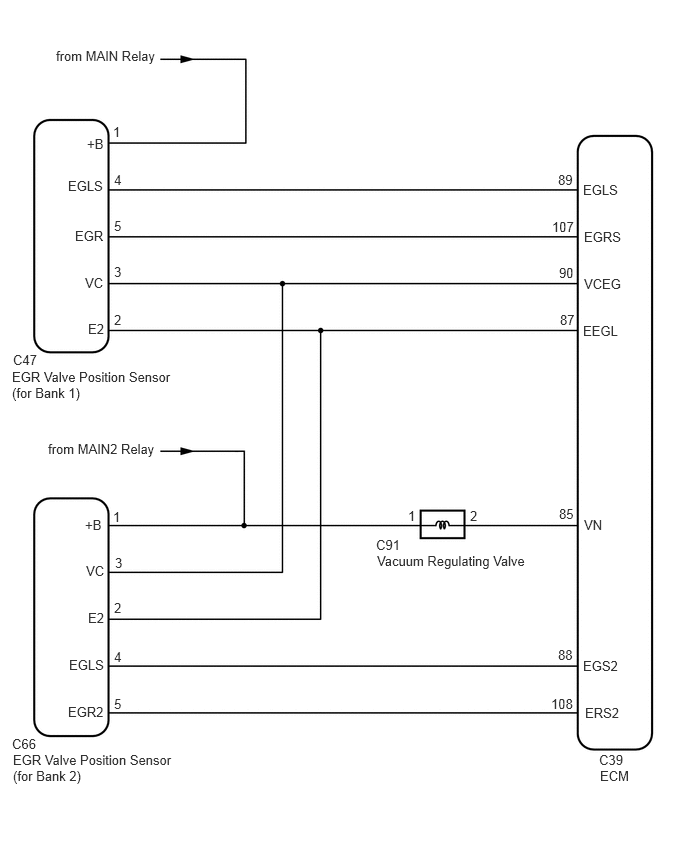 from MAIN Relay
1
+B
EGLS 4 89 EGLS
EGR 5 107 EGRS
VC 3 90 VCEG
E2 2 87 EEGL
C47
EGR Valve Position Sensor
(for Bank 1)
from MAIN2 Relay
+B 1 1 2 85 VN
C91
Vacuum Regulating Valve
VC 3
E2 2
EGLS 4 88 EGS2
EGR2 5 108 ERS2
C66
EGR Valve Position Sensor
(for Bank 2)
C39
ECM